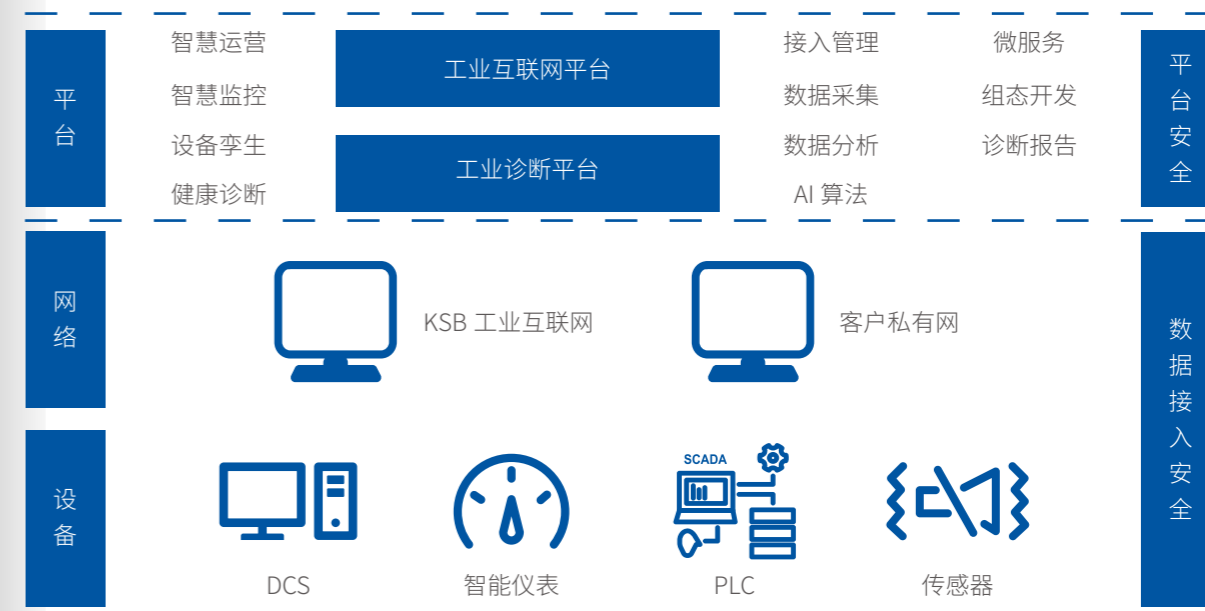 平台
智慧运营
智慧监控
设备孪生
健康诊断
工业互联网平台
工业诊断平台
接入管理
数据采集
数据分析
AI 算法
微服务
组态开发
诊断报告
平台安全
网络
KSB 工业互联网
客户私有网
数据接入安全
设备
DCS
智能仪表
SCADA
PLC
传感器